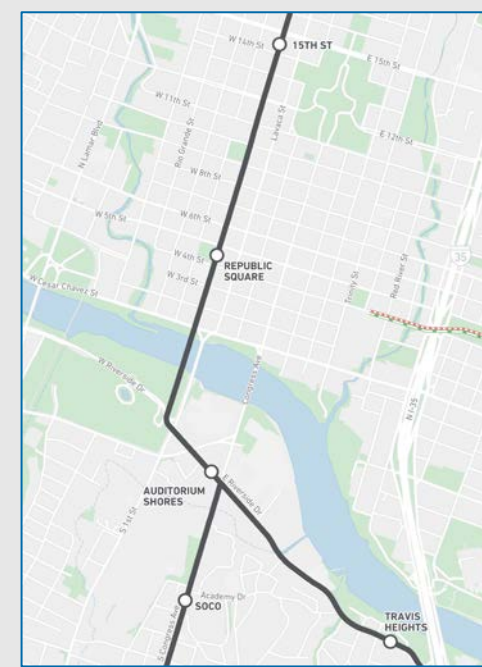 W 14th St
15TH ST
E 15th St
W 11th St
Lavaca St
N Lamar Blvd
Rio Grande St
E 12th St
W 8th St
W 5th St
W 6th St
W 4th St
REPUBLIC
SQUARE
35
W 3rd St
Trinity St
Red River St
W Cesar Chavez St
W Riverside Dr
Congress Ave
N I-35
AUDITORIUM
SHORES
E Riverside Dr
S 1st St
Academy Dr
SOCO
S Congress Ave
TRAVIS
HEIGHTS